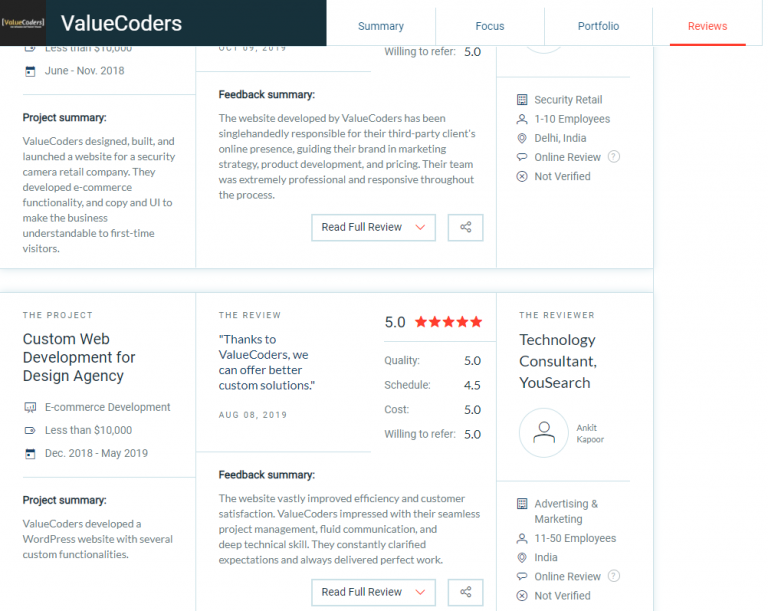 [ValueCoders]
ValueCoders
Summary
Focus
Portfolio
Reviews
Less than $10,000
June - Nov. 2018
Project summary:
ValueCoders designed, built, and
launched a website for a security
camera retail company. They
developed e-commerce
functionality, and copy and UI to
make the business
understandable to first-time
visitors.
OCT 09, 2019
Willing to refer: 5.0
Feedback summary:
The website developed by ValueCoders has been
singlehandedly responsible for their third-party client's
online presence, guiding their brand in marketing
strategy, product development, and pricing. Their team
was extremely professional and responsive throughout
the process.
Read Full Review
Security Retail
1-10 Employees
Delhi, India
Online Review ?
Not Verified
THE PROJECT
Custom Web
Development for
Design Agency
E-commerce Development
Less than $10,000
Dec. 2018 - May 2019
Project summary:
ValueCoders developed a
WordPress website with several
custom functionalities.
THE REVIEW
"Thanks to
ValueCoders, we
can offer better
custom solutions."
AUG 08, 2019
5.0
Quality: 5.0
Schedule: 4.5
Cost: 5.0
Willing to refer: 5.0
Feedback summary:
The website vastly improved efficiency and customer
satisfaction. ValueCoders impressed with their seamless
project management, fluid communication, and
deep technical skill. They constantly clarified
expectations and always delivered perfect work.
Read Full Review
THE REVIEWER
Technology
Consultant,
YouSearch
Ankit
Kapoor
Advertising &
Marketing
11-50 Employees
India
Online Review ?
Not Verified